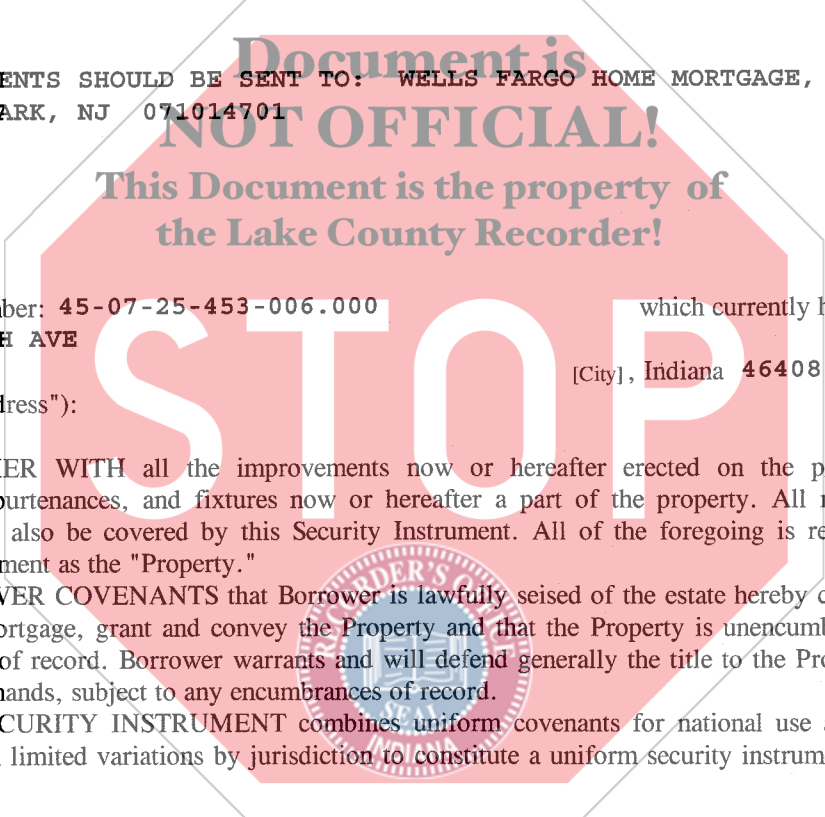 Document is
ENTS SHOULD BE SENT TO: WELLS FARGO HOME MORTGAGE,
ARK, NJ 071014701
NOT OFFICIAL!
This Document is the property of
the Lake County Recorder!
ber: 45-07-25-453-006.000 which currently h
H AVE
STOP
[City], Indiana 46408
dress"):
ER WITH all the improvements now or hereafter erected on the p
purtenances, and fixtures now or hereafter a part of the property. All r
also be covered by this Security Instrument. All of the foregoing is re
ment as the "Property."
VER COVENANTS that Borrower is lawfully seised of the estate hereby c
ortgage, grant and convey the Property and that the Property is unencumb
of record. Borrower warrants and will defend generally the title to the Pro
hands, subject to any encumbrances of record.
CURITY INSTRUMENT combines uniform covenants for national use
limited variations by jurisdiction to constitute a uniform security instrum
RECORDER'S OFFICE
SEAL
INDIANA